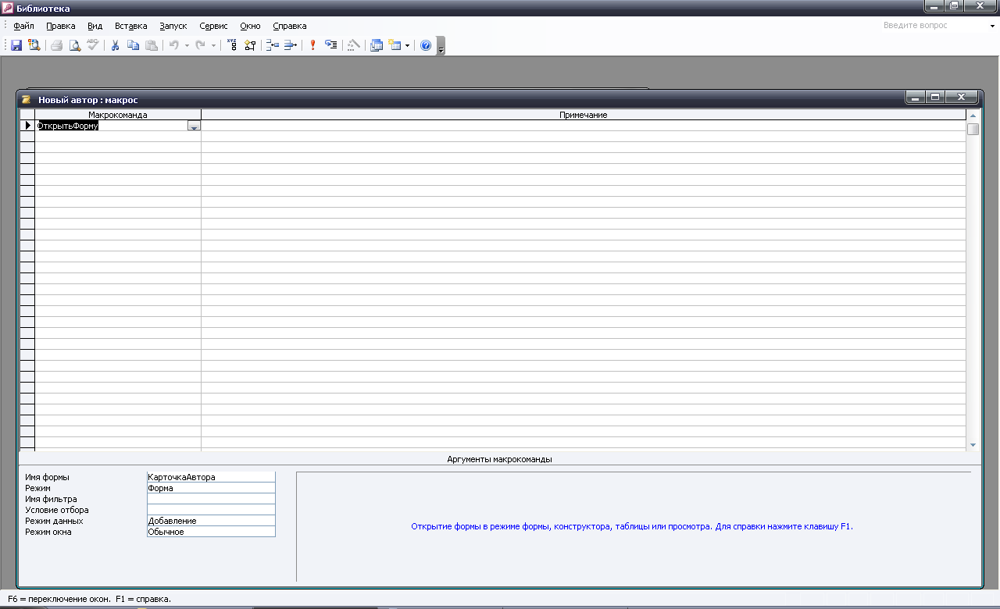 Библиотека
Файл Правка Вид Вставка Запуск Сервис Окно Справка Введите вопрос
Новый автор : макрос
Макрокоманда Примечание
ОткрытьФорму
Аргументы макрокоманды
Имя формы КарточкаАвтора
Режим Форма
Имя фильтра
Условие отбора
Режим данных Добавление
Режим окна Обычное
Открытие формы в режиме формы, конструктора, таблицы или просмотра. Для справки нажмите клавишу F1.
F6 = переключение окон. F1 = справка.